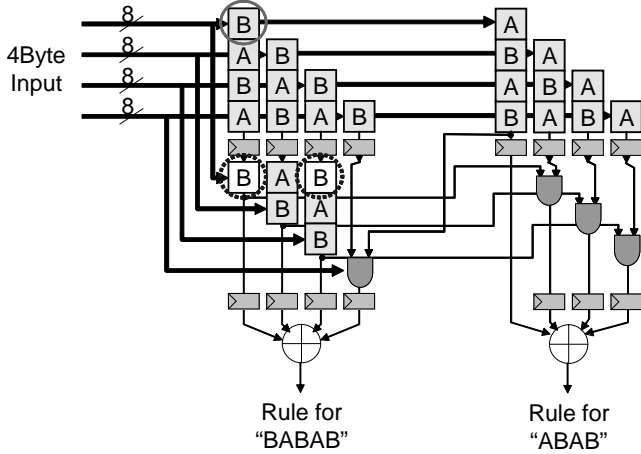 8
B A
4Byte 8 A B B A
Input 8 B A B A B A
8 A B A B B A B A
B A B
B A
B
Rule for Rule for
“BABAB” “ABAB”